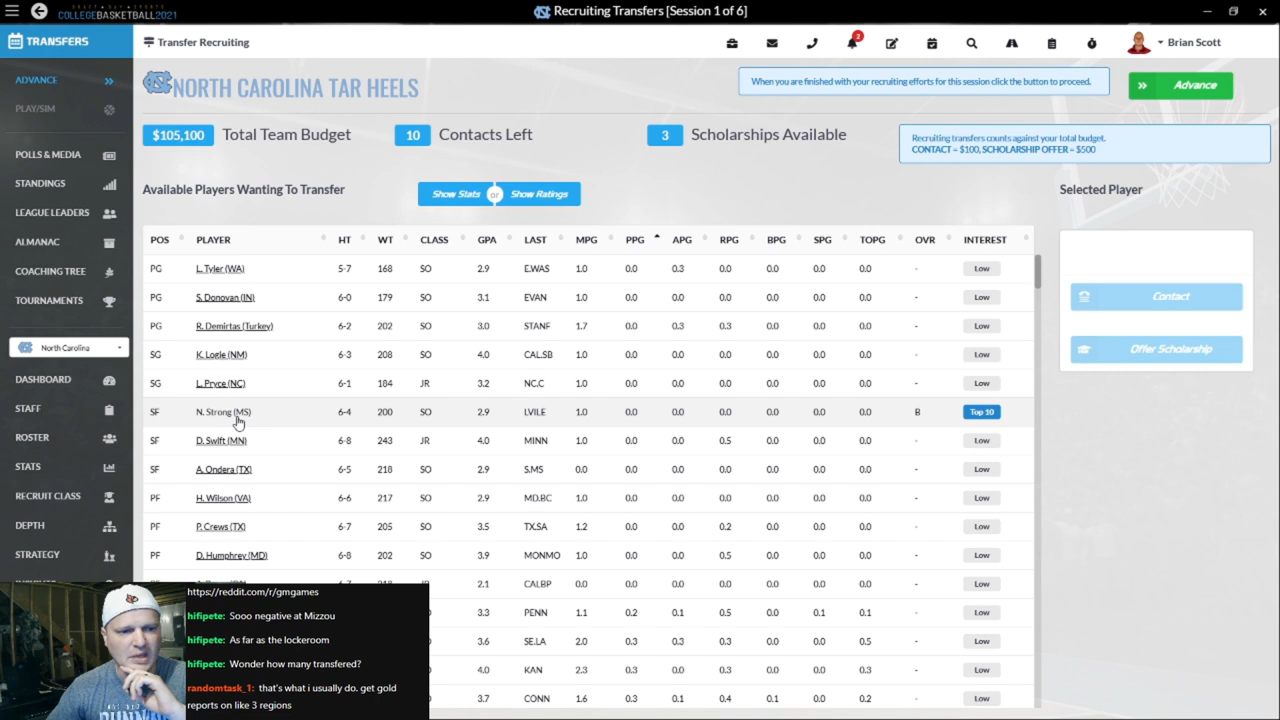 DRAFT DAY SPORTS
COLLEGEBASKETBALL2021
Recruiting Transfers [Session 1 of 6]
TRANSFERS
Transfer Recruiting
2
Brian Scott
ADVANCE
PLAY/SIM
POLLS & MEDIA
STANDINGS
LEAGUE LEADERS
ALMANAC
COACHING TREE
TOURNAMENTS
North Carolina
DASHBOARD
STAFF
ROSTER
STATS
RECRUIT CLASS
DEPTH
STRATEGY
NORTH CAROLINA TAR HEELS
When you are finished with your recruiting efforts for this session click the button to proceed.
Advance
$105,100 Total Team Budget 10 Contacts Left 3 Scholarships Available
Recruiting transfers counts against your total budget.
CONTACT = $100, SCHOLARSHIP OFFER = $500
Available Players Wanting To Transfer
Show Stats or Show Ratings
Selected Player
Contact
Offer Scholarship
POS PLAYER HT WT CLASS GPA LAST MPG PPG APG RPG BPG SPG TOPG OVR INTEREST
PG L. Tyler (WA) 5-7 168 SO 2.9 E.WAS 1.0 0.0 0.3 0.0 0.0 0.0 0.0 - Low
PG S. Donovan (IN) 6-0 179 SO 3.1 EVAN 1.0 0.0 0.0 0.0 0.0 0.0 0.0 - Low
PG R. Demirtas (Turkey) 6-2 202 SO 3.0 STANF 1.7 0.0 0.3 0.3 0.0 0.0 0.0 - Low
SG K. Logie (NM) 6-3 208 SO 4.0 CAL.SB 1.0 0.0 0.0 0.0 0.0 0.0 0.0 - Low
SG L. Pryce (NC) 6-1 184 JR 3.2 NC.C 1.0 0.0 0.0 0.0 0.0 0.0 0.0 - Low
SF N. Strong (MS) 6-4 200 SO 2.9 LVILE 1.0 0.0 0.0 0.0 0.0 0.0 0.0 B Top 10
SF D. Swift (MN) 6-8 243 JR 4.0 MINN 1.0 0.0 0.0 0.5 0.0 0.0 0.0 - Low
SF A. Ondera (TX) 6-5 218 SO 2.9 S.MS 0.0 0.0 0.0 0.0 0.0 0.0 0.0 - Low
PF H. Wilson (VA) 6-6 217 SO 2.9 MD.BC 1.0 0.0 0.0 0.0 0.0 0.0 0.0 - Low
PF P. Crews (TX) 6-7 205 SO 3.5 TX.SA 1.2 0.0 0.0 0.2 0.0 0.0 0.0 - Low
PF D. Humphrey (MD) 6-8 202 SO 3.9 MONMO 1.0 0.0 0.0 0.5 0.0 0.0 0.0 - Low
2.1 CAL.BP 0.0 0.0 0.0 0.0 0.0 0.0 0.0 - Low
3.3 PENN 1.1 0.2 0.1 0.5 0.0 0.1 0.1 - Low
3.6 SE.LA 2.0 0.3 0.3 0.3 0.0 0.0 0.5 - Low
4.0 KAN 2.3 0.3 0.0 0.3 0.0 0.0 0.3 - Low
3.7 CONN 1.6 0.3 0.1 0.4 0.1 0.0 0.2 - Low
https://reddit.com/r/gmgames
hifipete: Sooo negative at Mizzou
hifipete: As far as the lockeroom
hifipete: Wonder how many transfered?
randomtask_1: that's what i usually do. get gold
reports on like 3 regions